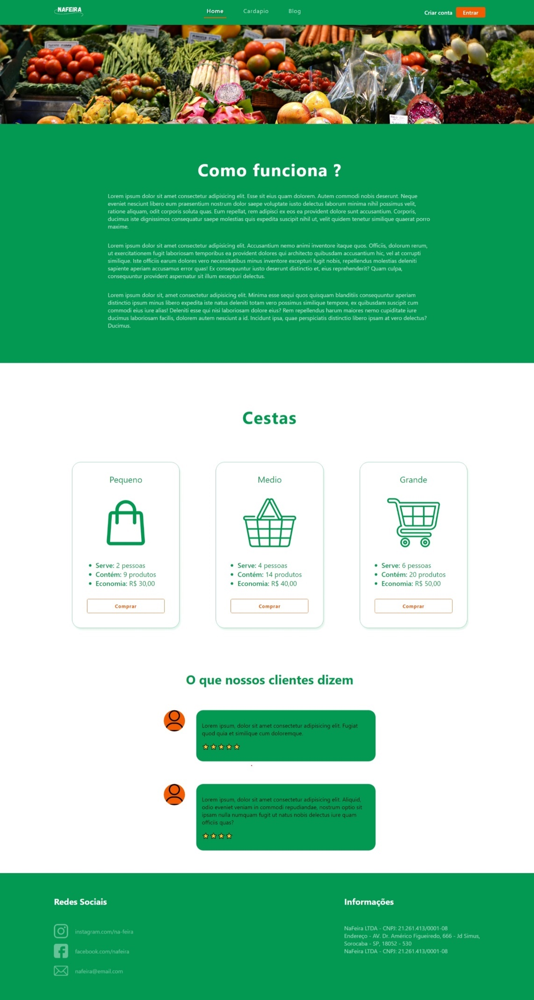 NAFEIRA
Home Cardapio Blog
Criar conta Entrar
Como funciona ?
Lorem ipsum dolor sit amet consectetur adipisicing elit. Esse sit eius quam dolorem. Autem commodi nobis deserunt. Neque
eveniet nesciunt libero eum praesentium nostrum dolor saepe voluptate iusto delectus laborum minima nihil possimus velit,
ratione aliquam, odit corporis soluta quas. Eum repellat, rem adipisci ex eos ea provident dolore sunt accusantium. Corporis,
ducimus iste dignissimos consequatur saepe molestias quis expedita suscipit nihil ut, velit quidem tenetur similique quaerat porro
maxime.
Lorem ipsum dolor sit amet consectetur adipisicing elit. Accusantium nemo animi inventore itaque quos. Officiis, dolorum rerum,
ut exercitationem fugit laboriosam temporibus ea provident dolores qui architecto quibusdam accusantium hic, vel at corrupti
similique. Iste officiis earum dolores vero necessitatibus minus inventore excepturi fugit nobis, repellendus molestias deleniti
sapiente aperiam accusamus error quas! Ex consequuntur iusto deserunt distinctio et, eius reprehenderit? Quam culpa,
consequuntur provident aspernatur sit illum excepturi delectus.
Lorem ipsum dolor sit, amet consectetur adipisicing elit. Minima esse sequi quos quisquam blanditiis consequuntur aperiam
distinctio ipsum minus libero expedita iste natus deleniti totam vero possimus similique tempore, ex quibusdam suscipit cum
commodi eius iure alias! Deleniti esse qui nisi laboriosam dolore eius? Rem repellendus harum maiores nemo cupiditate iure
ducimus laboriosam facilis, dolorem autem nesciunt a id. Incidunt ipsa, quae perspiciatis distinctio libero ipsam at vero delectus?
Ducimus.
Cestas
Pequeno
• Serve: 2 pessoas
• Contém: 9 produtos
• Economia: R$ 30,00
Comprar
Medio
• Serve: 4 pessoas
• Contém: 14 produtos
• Economia: R$ 40,00
Comprar
Grande
• Serve: 6 pessoas
• Contém: 20 produtos
• Economia: R$ 50,00
Comprar
O que nossos clientes dizem
Lorem ipsum, dolor sit amet consectetur adipisicing elit. Fugiat
quod quia et similique cum doloremque.
Lorem ipsum, dolor sit amet consectetur adipisicing elit. Aliquid,
odio eveniet veniam in commodi repudiandae, nostrum optio sit
ipsam nulla numquam fugit ut natus nobis delectus iure quam
officiis quas?
Redes Sociais
instagram.com/na-feira
facebook.com/nafeira
nafeira@email.com
Informações
NaFeira LTDA - CNPJ: 21.261.413/0001-08
Endereço - AV. Dr. Américo Figueiredo, 666 - Jd Simus,
Sorocaba - SP, 18052 - 530
NaFeira LTDA - CNPJ: 21.261.413/0001-08